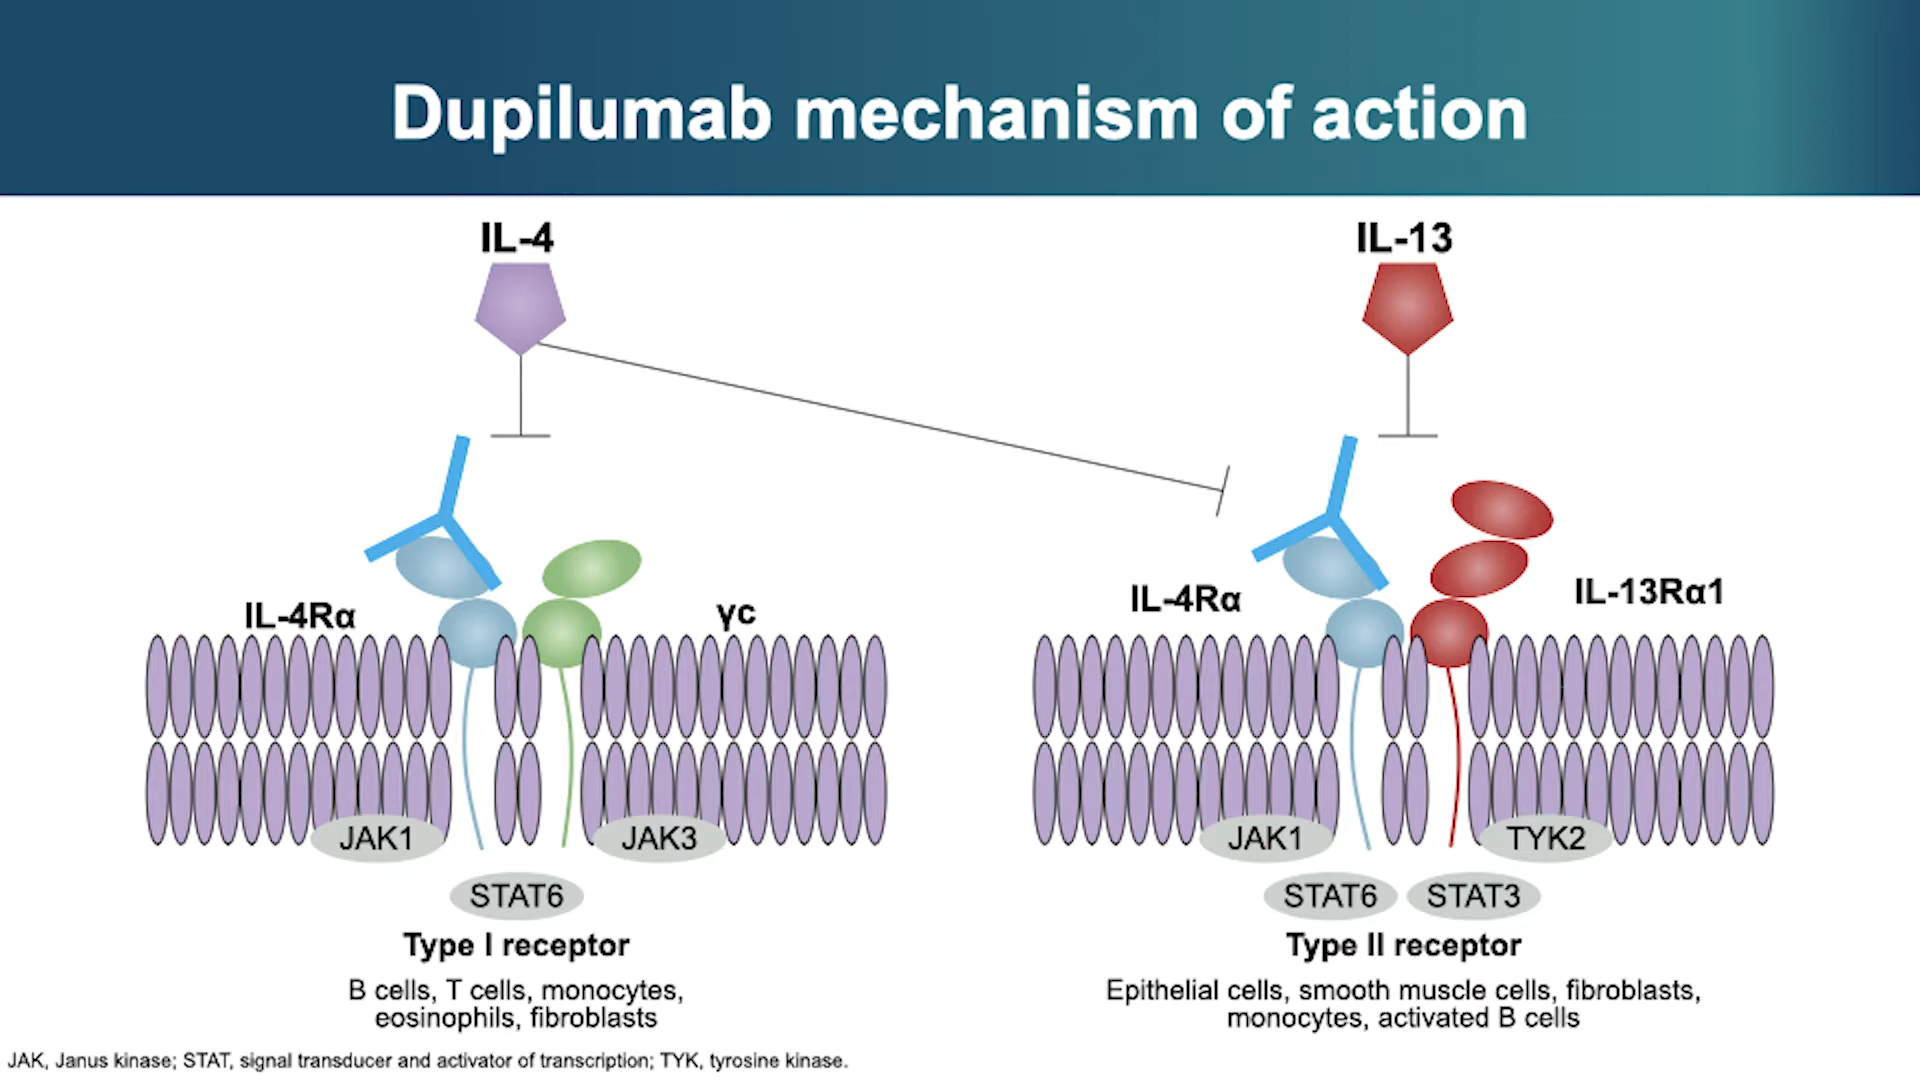 Dupilumab mechanism of action
IL-4
IL-13
IL-4Rα
γc
IL-4Rα
IL-13Rα1
JAK1
JAK3
JAK1
TYK2
STAT6
STAT6
STAT3
Type I receptor
Type II receptor
B cells, T cells, monocytes,
eosinophils, fibroblasts
Epithelial cells, smooth muscle cells, fibroblasts,
monocytes, activated B cells
JAK, Janus kinase; STAT, signal transducer and activator of transcription; TYK, tyrosine kinase.